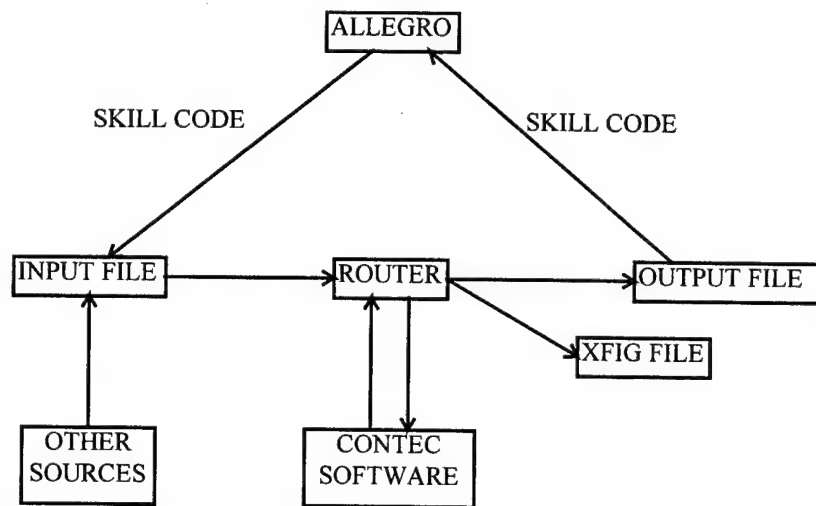 ALLEGRO
SKILL CODE
SKILL CODE
INPUT FILE
ROUTER
OUTPUT FILE
XFIG FILE
OTHER
SOURCES
CONTEC
SOFTWARE